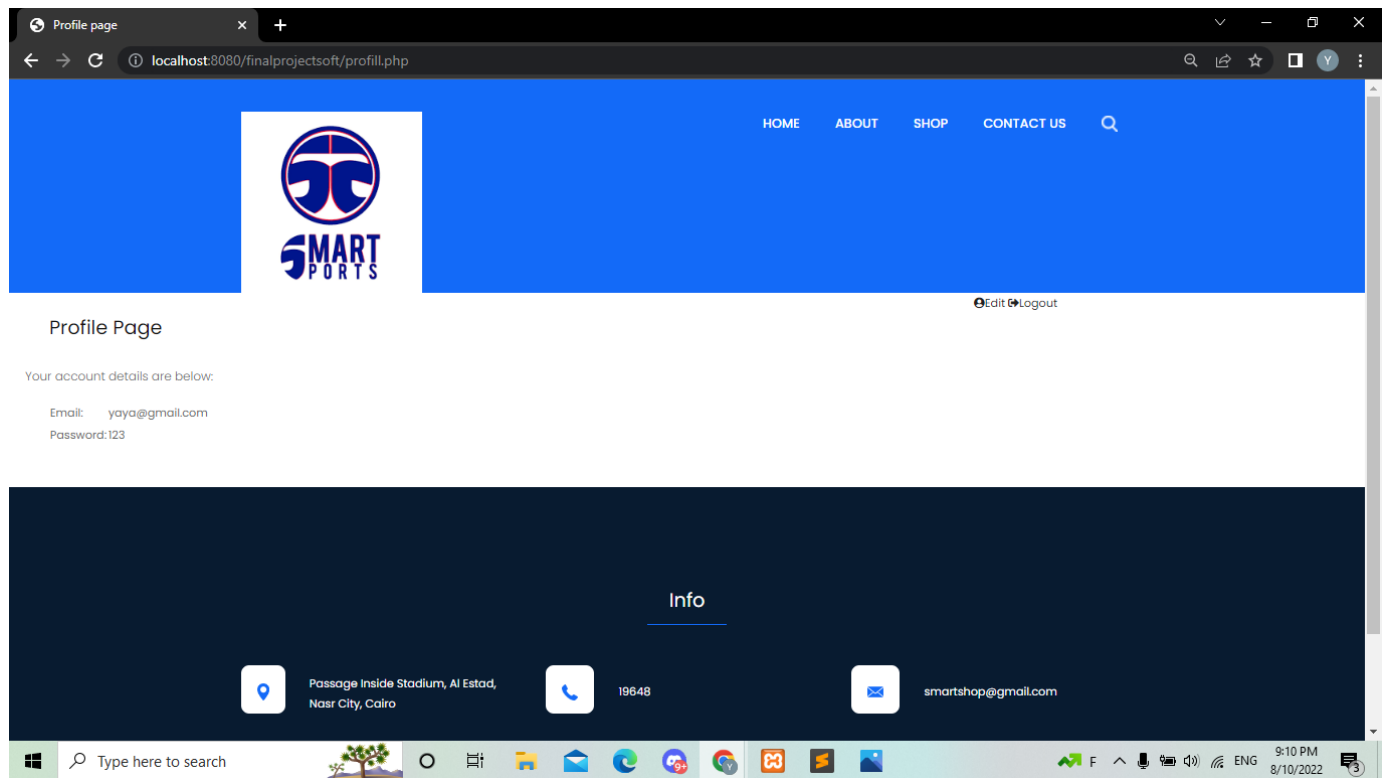 Profile page
localhost:8080/finalprojectsoft/profill.php
Y
HOME ABOUT SHOP CONTACT US
SMART
PORTS
Edit Logout
Profile Page
Your account details are below:
Email: yaya@gmail.com
Password:123
Info
Passage Inside Stadium, Al Estad,
Nasr City, Cairo
19648
smartshop@gmail.com
Type here to search
9+
Y
F
ENG
9:10 PM
8/10/2022
3